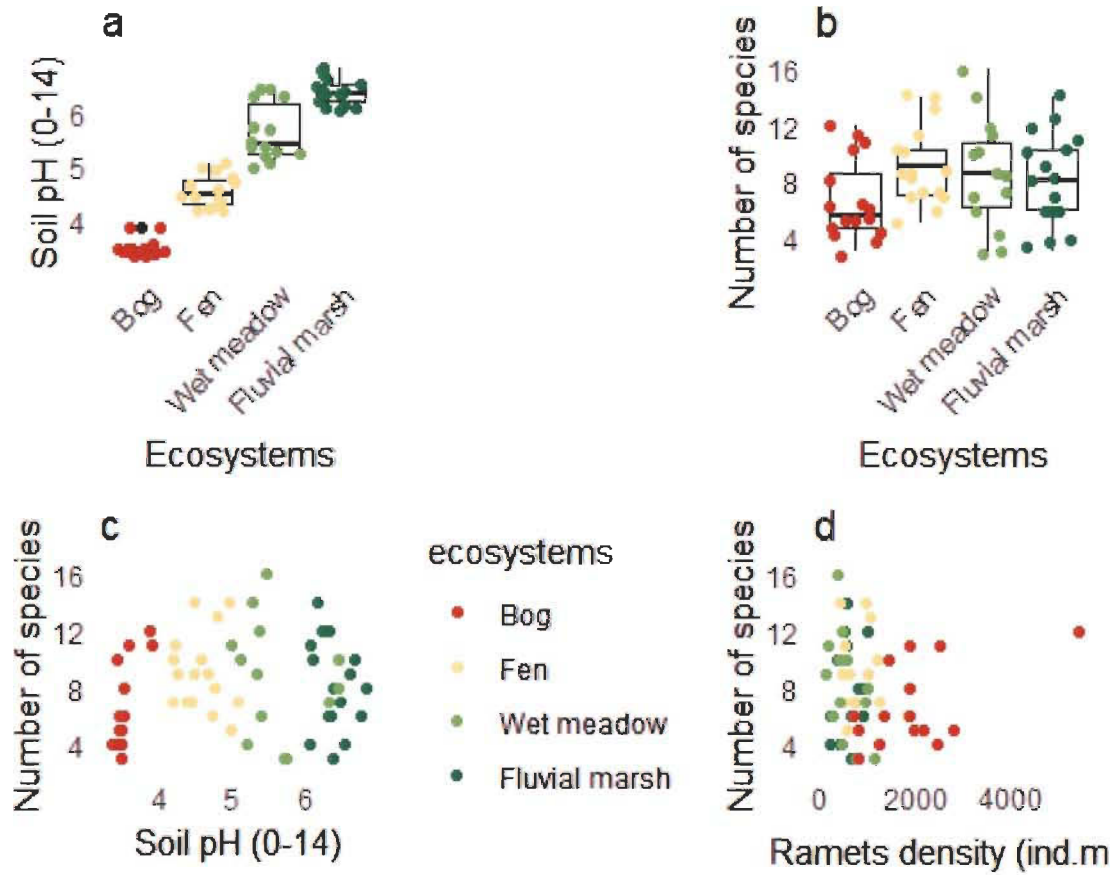 a
Soil pH (0-14)
6
5
4
Bog
Fen
Wet meadow
Fluvial marsh
Ecosystems
b
Number of species
16
12
8
4
Bog
Fen
Wet meadow
Fluvial marsh
Ecosystems
c
Number of species
16
12
8
4
4 5 6
Soil pH (0-14)
ecosystems
Bog
Fen
Wet meadow
Fluvial marsh
d
Number of species
16
12
8
4
0 2000 4000
Ramets density (ind.m